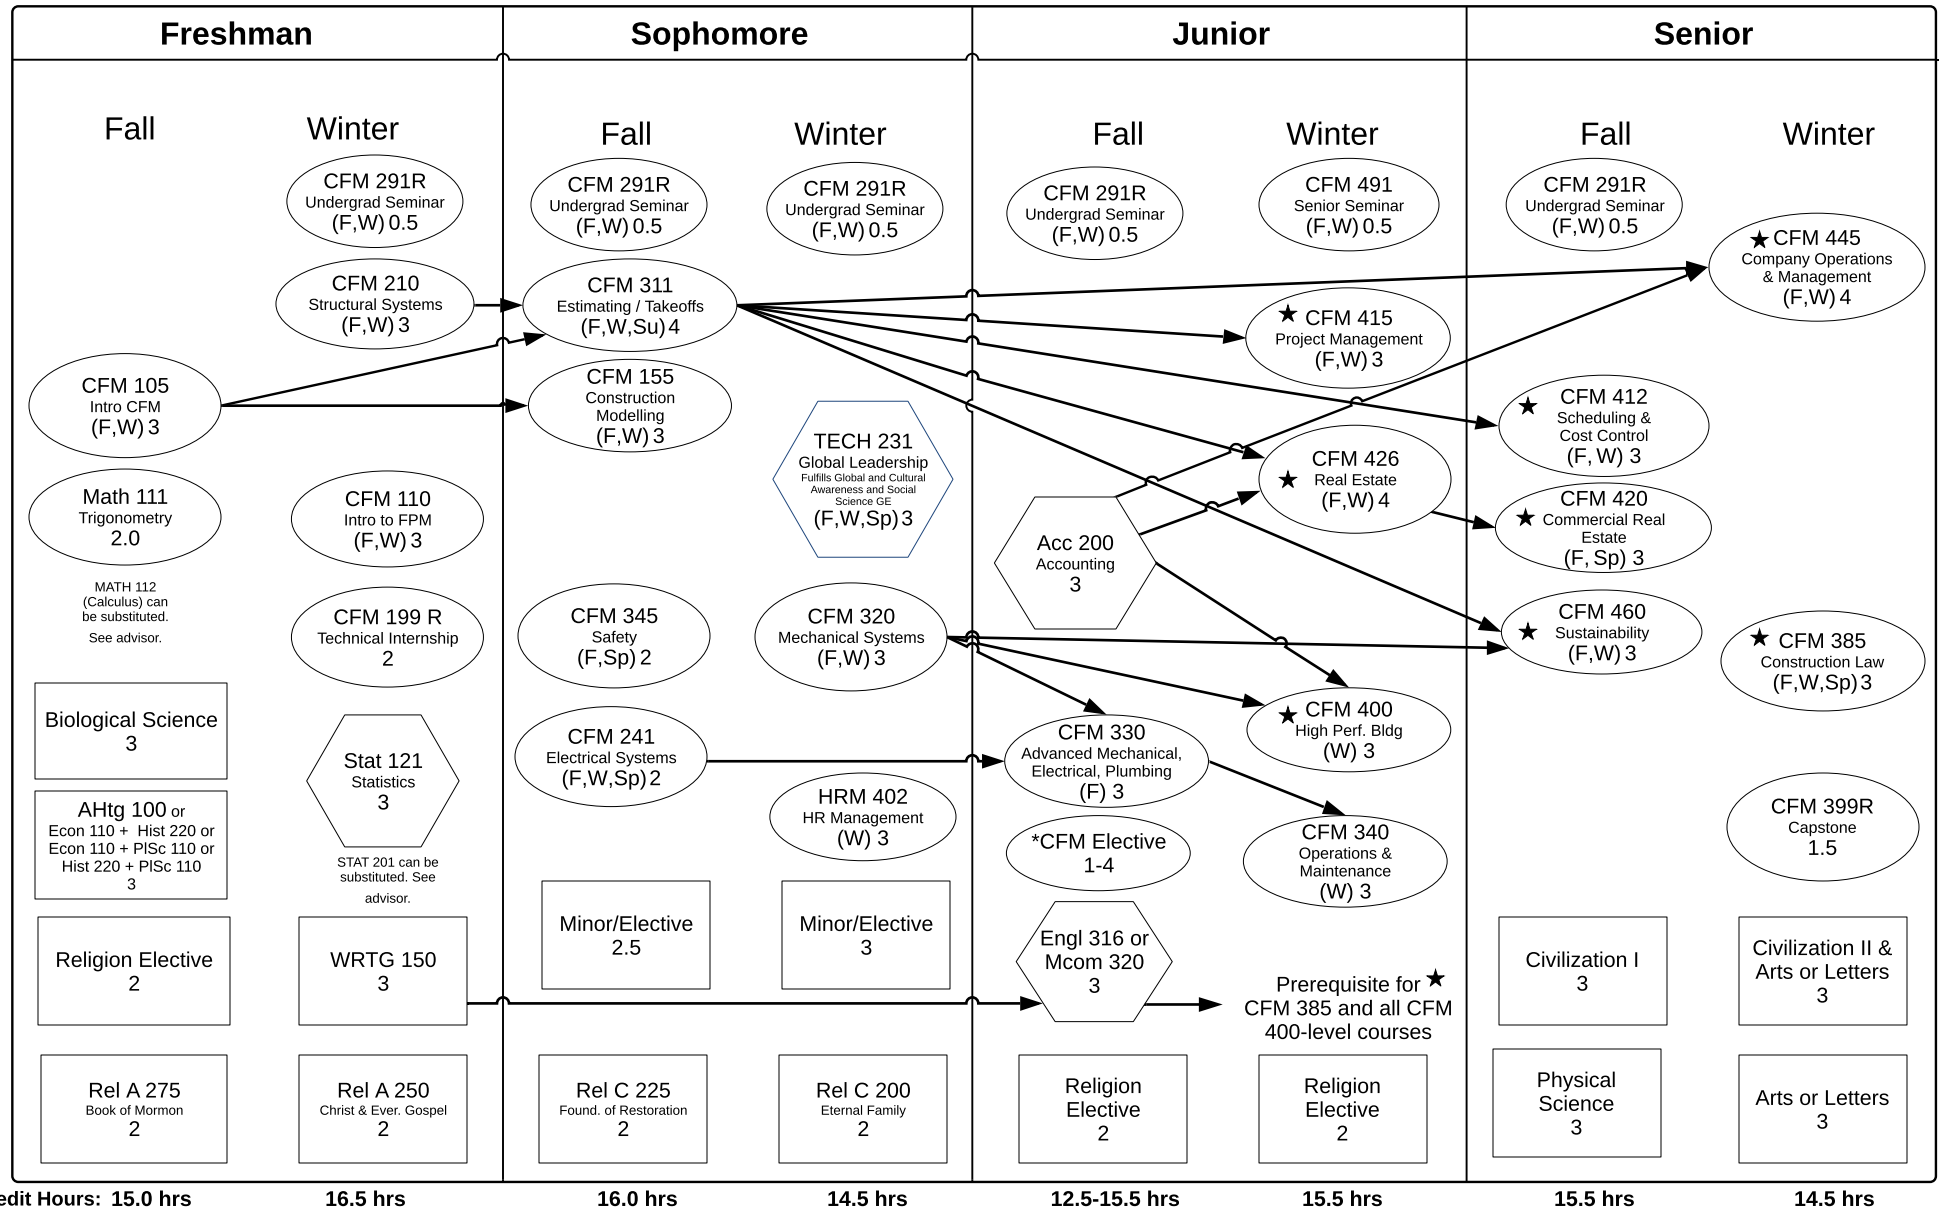 Freshman
Sophomore
Junior
Senior
Fall
Winter
Fall
Winter
Fall
Winter
Fall
Winter
CFM 105
Intro CFM
(F,W) 3
Math 111
Trigonometry
2.0
MATH 112
(Calculus) can
be substituted.
See advisor.
Biological Science
3
AHtg 100 or
Econ 110 + Hist 220 or
Econ 110 + PlSc 110 or
Hist 220 + PlSc 110
3
Religion Elective
2
Rel A 275
Book of Mormon
2
CFM 291R
Undergrad Seminar
(F,W) 0.5
CFM 210
Structural Systems
(F,W) 3
CFM 110
Intro to FPM
(F,W) 3
CFM 199 R
Technical Internship
2
Stat 121
Statistics
3
STAT 201 can be
substituted. See
advisor.
WRTG 150
3
Rel A 250
Christ & Ever. Gospel
2
CFM 291R
Undergrad Seminar
(F,W) 0.5
CFM 311
Estimating / Takeoffs
(F,W,Su) 4
CFM 155
Construction
Modelling
(F,W) 3
CFM 345
Safety
(F,Sp) 2
CFM 241
Electrical Systems
(F,W,Sp) 2
Minor/Elective
2.5
Rel C 225
Found. of Restoration
2
CFM 291R
Undergrad Seminar
(F,W) 0.5
TECH 231
Global Leadership
Fulfills Global and Cultural
Awareness and Social
Science GE
(F,W,Sp) 3
CFM 320
Mechanical Systems
(F,W) 3
HRM 402
HR Management
(W) 3
Minor/Elective
3
Rel C 200
Eternal Family
2
CFM 291R
Undergrad Seminar
(F,W) 0.5
Acc 200
Accounting
3
CFM 330
Advanced Mechanical,
Electrical, Plumbing
(F) 3
*CFM Elective
1-4
Engl 316 or
Mcom 320
3
Religion
Elective
2
CFM 491
Senior Seminar
(F,W) 0.5
★ CFM 415
Project Management
(F,W) 3
CFM 426
★ Real Estate
(F,W) 4
★ CFM 400
High Perf. Bldg
(W) 3
CFM 340
Operations &
Maintenance
(W) 3
Prerequisite for ★
CFM 385 and all CFM
400-level courses
Religion
Elective
2
CFM 291R
Undergrad Seminar
(F,W) 0.5
★ CFM 412
Scheduling &
Cost Control
(F, W) 3
CFM 420
★ Commercial Real
Estate
(F, Sp) 3
CFM 460
★ Sustainability
(F,W) 3
Civilization I
3
Physical
Science
3
★ CFM 445
Company Operations
& Management
(F,W) 4
★ CFM 385
Construction Law
(F,W,Sp) 3
CFM 399R
Capstone
1.5
Civilization II &
Arts or Letters
3
Arts or Letters
3
edit Hours: 15.0 hrs
16.5 hrs
16.0 hrs
14.5 hrs
12.5-15.5 hrs
15.5 hrs
15.5 hrs
14.5 hrs